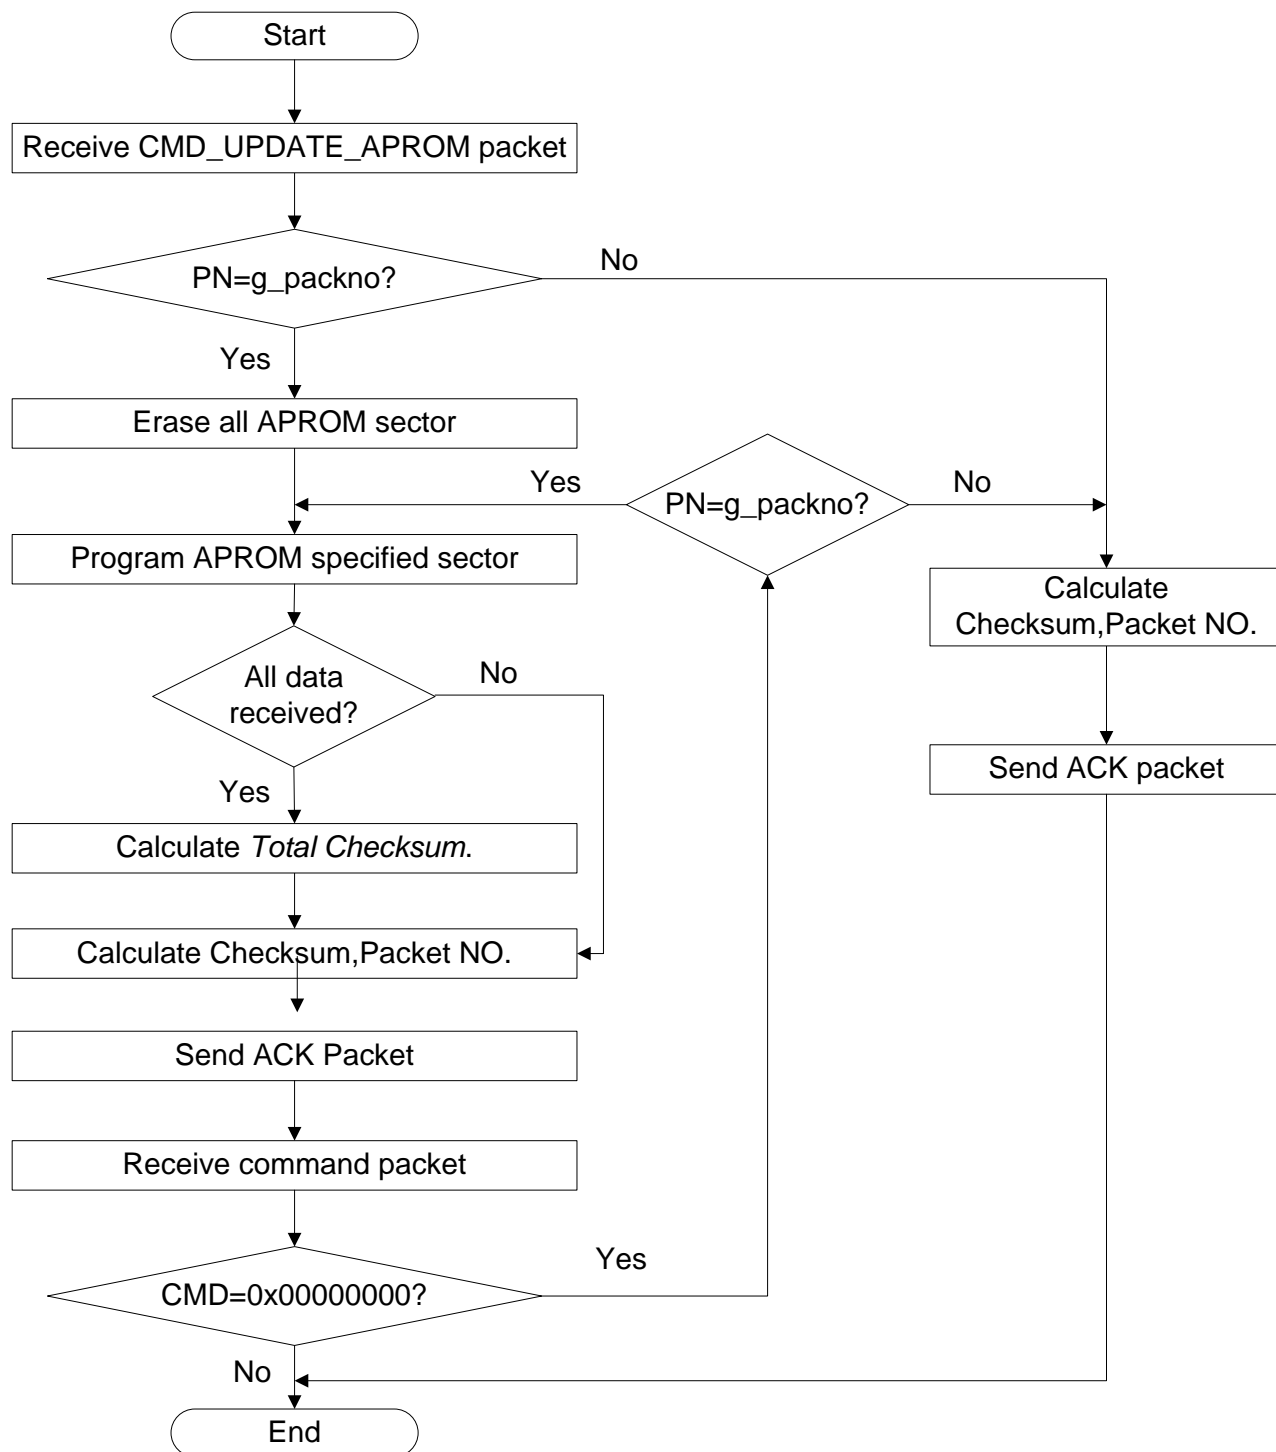 Start
Receive CMD_UPDATE_APROM packet
PN=g_packno?
No
Yes
Erase all APROM sector
Yes
PN=g_packno?
No
Program APROM specified sector
Calculate
Checksum,Packet NO.
All data
received?
No
Send ACK packet
Yes
Calculate Total Checksum.
Calculate Checksum,Packet NO.
Send ACK Packet
Receive command packet
Yes
CMD=0x00000000?
No
End